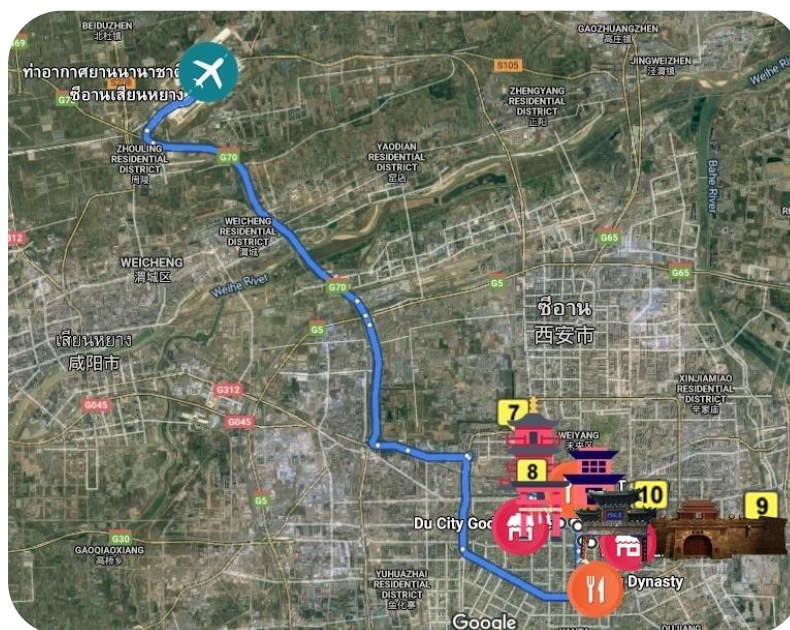 BEIDUZHEN
北杜镇
GAOZHUANGZHEN
高庄镇
G69
ท่าอากาศยานนานาชาติ
ซีอานเสียนหยาง
S105
JINGWEIZHEN
泾渭镇
Weihe
ZHENGYANG
RESIDENTIAL
DISTRICT
正阳
ZHOULING
RESIDENTIAL
DISTRICT
周陵
G70
YAODIAN
RESIDENTIAL
DISTRICT
窑店
Bahe River
WEICHENG
RESIDENTIAL
DISTRICT
渭城
G312
WEICHENG
渭城区
Weihe River
G65
G65
G70
G5
ซีอาน
西安市
G5
เสียนหยาง
咸阳市
G312
G045
G045
XINJIAMIAO
RESIDENTIAL
DISTRICT
辛家庙
7
WEIYANG
未央区
8
10
9
G5
Du City
G30
GAOQIAOXIANG
高桥乡
YUHUAZHAI
RESIDENTIAL
DISTRICT
鱼化寨
Dynasty
Google